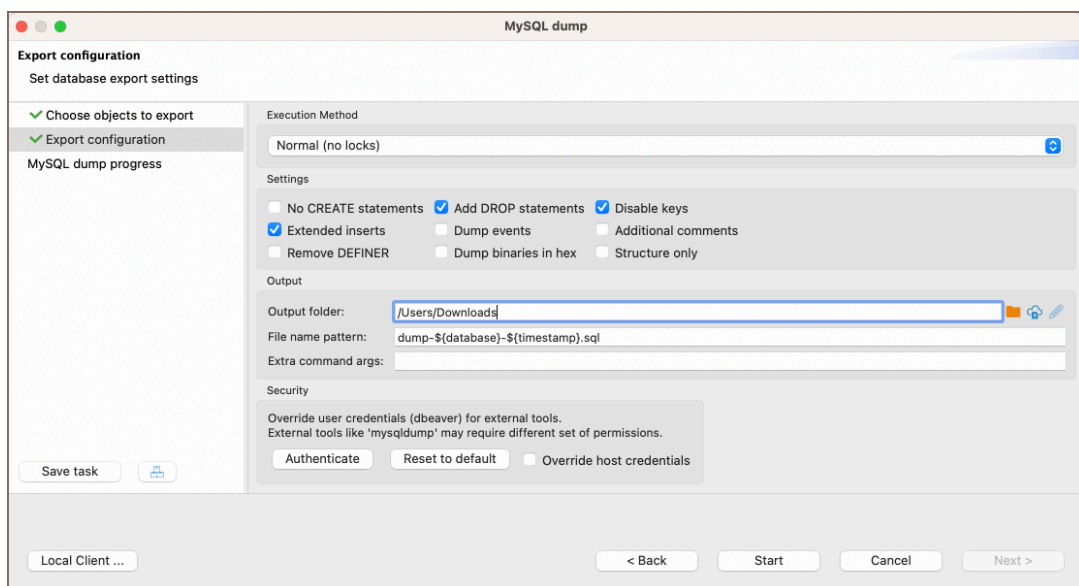 MySQL dump
Export configuration
Set database export settings
Choose objects to export
Export configuration
MySQL dump progress
Execution Method
Normal (no locks)
Settings
No CREATE statements Add DROP statements Disable keys
Extended inserts Dump events Additional comments
Remove DEFINER Dump binaries in hex Structure only
Output
Output folder: /Users/Downloads
File name pattern: dump-${database}-${timestamp}.sql
Extra command args:
Security
Override user credentials (dbeaver) for external tools.
External tools like 'mysqldump' may require different set of permissions.
Authenticate Reset to default Override host credentials
Save task
Local Client ... < Back Start Cancel Next >